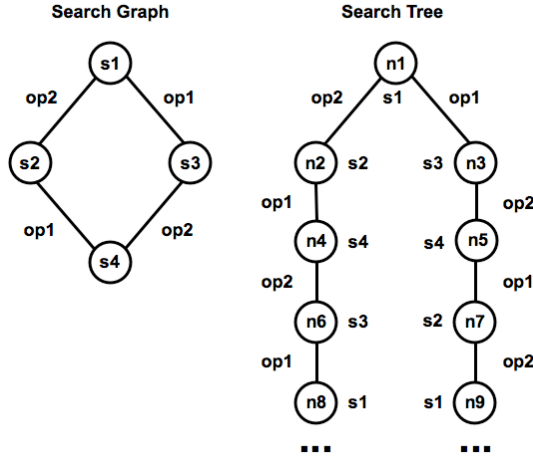 Search Graph
Search Tree
s1
op2
op1
s2
s3
op1
op2
s4
n1
op2
s1
op1
n2
s2
s3
n3
op1
op2
n4
s4
s4
n5
op2
op1
n6
s3
s2
n7
op1
op2
n8
s1
s1
n9
...
...